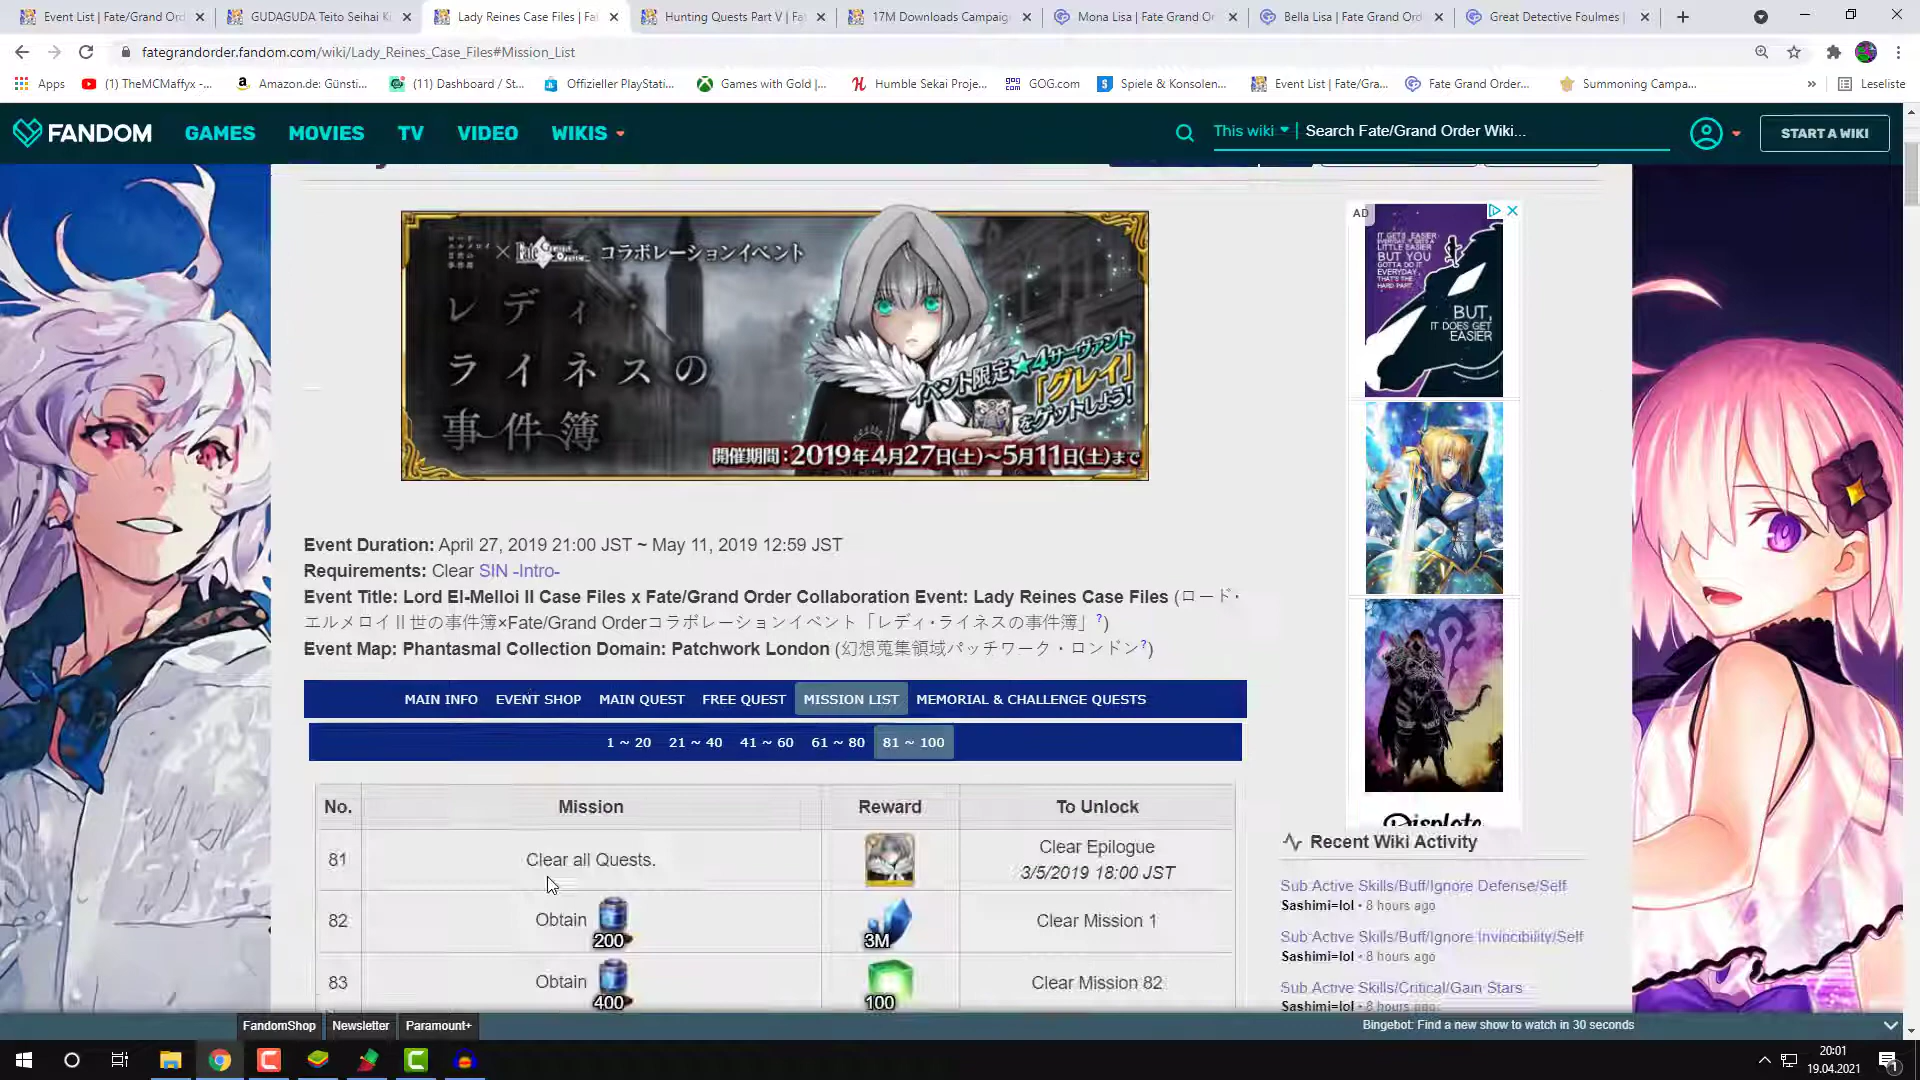 Event List | Fate/Grand Ord
GUDAGUDA Teito Seihai K
Lady Reines Case Files | Fa
Hunting Quests Part V | Fa
17M Downloads Campaig
Mona Lisa | Fate Grand Or
Bella Lisa | Fate Grand Ord
Great Detective Foulmes |
fategrandorder.fandom.com/wiki/Lady_Reines_Case_Files#Mission_List
Apps
(1) TheMCMaffyx -...
Amazon.de: Günsti...
(11) Dashboard / St...
Offizieller PlayStati...
Games with Gold |...
Humble Sekai Proje...
GOG.com
Spiele & Konsolen...
Event List | Fate/Gra...
Fate Grand Order...
Summoning Campa...
»
Leseliste
FANDOM
GAMES
MOVIES
TV
VIDEO
WIKIS
This wiki
Search Fate/Grand Order Wiki...
START A WIKI
コラボレーションイベント
レディ・
ライネスの
事件簿
イベント限定★4サーヴァント
「グレイ」
をゲットしよう!
開催期間:2019年4月27日(土)~5月11日(土)まで
AD
IT GETS EASIER
EVERYDAY IT GETS A
LITTLE EASIER
BUT YOU
GOTTA DO IT
EVERYDAY,
THAT'S THE
HARD PART
BUT,
IT DOES GET
EASIER
Displate
Event Duration: April 27, 2019 21:00 JST ~ May 11, 2019 12:59 JST
Requirements: Clear SIN -Intro-
Event Title: Lord El-Melloi II Case Files x Fate/Grand Order Collaboration Event: Lady Reines Case Files (ロード・
エルメロイⅡ世の事件簿×Fate/Grand Orderコラボレーションイベント「レディ・ライネスの事件簿」?)
Event Map: Phantasmal Collection Domain: Patchwork London (幻想蒐集領域パッチワーク・ロンドン?)
MAIN INFO
EVENT SHOP
MAIN QUEST
FREE QUEST
MISSION LIST
MEMORIAL & CHALLENGE QUESTS
1 ~ 20
21 ~ 40
41 ~ 60
61 ~ 80
81 ~ 100
No.
Mission
Reward
To Unlock
81
Clear all Quests.
Clear Epilogue
3/5/2019 18:00 JST
82
Obtain
200
3M
Clear Mission 1
83
Obtain
400
100
Clear Mission 82
Recent Wiki Activity
Sub Active Skills/Buff/Ignore Defense/Self
Sashimi=lol • 8 hours ago
Sub Active Skills/Buff/Ignore Invincibility/Self
Sashimi=lol • 8 hours ago
Sub Active Skills/Critical/Gain Stars
Sashimi=lol • 8 hours ago
FandomShop
Newsletter
Paramount+
Bingebot: Find a new show to watch in 30 seconds
20:01
19.04.2021
1